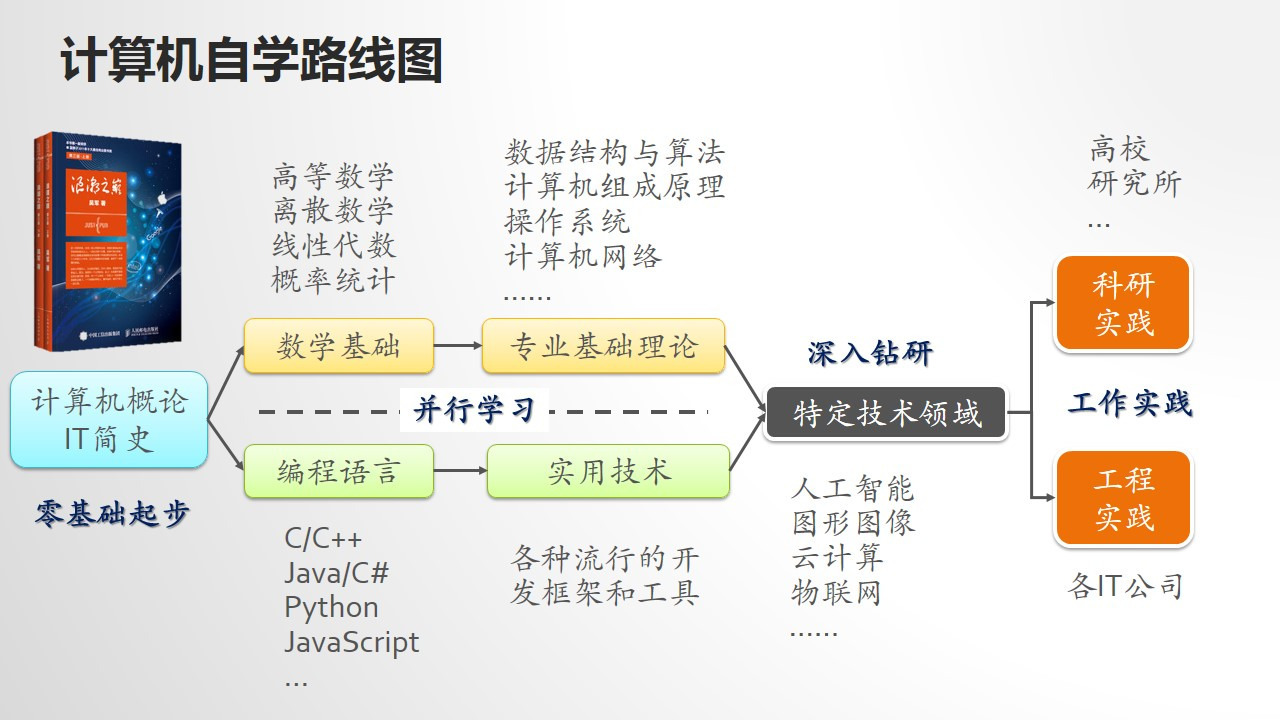 计算机自学路线图
浪潮之巅
吴军 著
Google
高等数学
离散数学
线性代数
概率统计
数据结构与算法
计算机组成原理
操作系统
计算机网络
……
高校
研究所
…
计算机概论
IT简史
零基础起步
数学基础
专业基础理论
并行学习
编程语言
实用技术
C/C++
Java/C#
Python
JavaScript
…
各种流行的开
发框架和工具
深入钻研
特定技术领域
人工智能
图形图像
云计算
物联网
……
科研
实践
工作实践
工程
实践
各IT公司